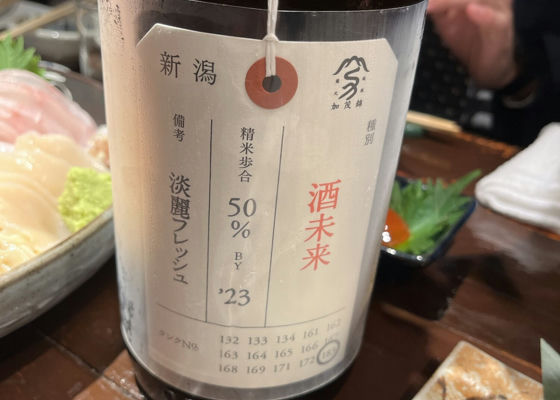 新潟
加茂錦
種別
酒未来
精米歩合
50%
BY
'23
備考
淡麗フレッシュ
タンクNo.
132 133 134 161 162
163 164 165 166
168 169 171 172 183